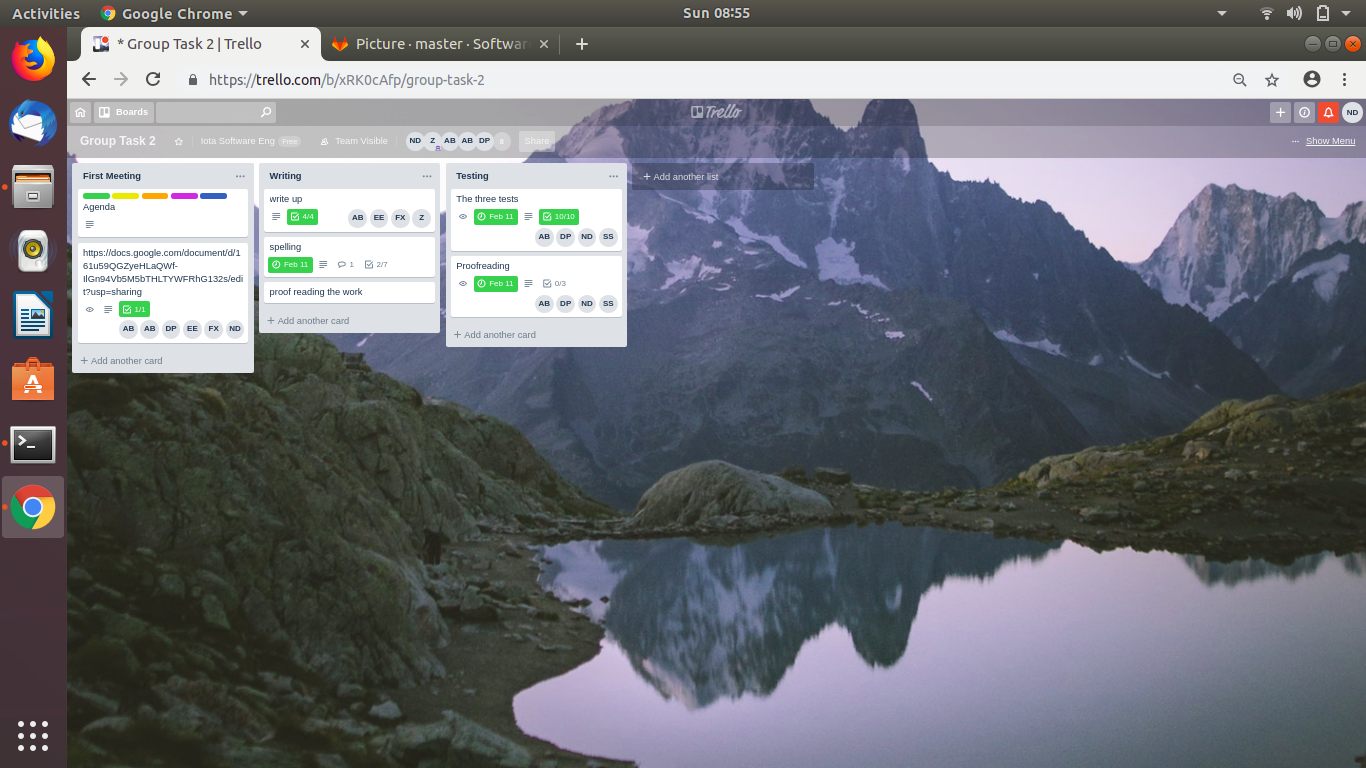 Activities
Google Chrome
Sun 08:55
* Group Task 2 | Trello
Picture · master · Softwar
https://trello.com/b/xRK0cAfp/group-task-2
Boards
Trello
ND
Group Task 2
Iota Software Eng Free
Team Visible
ND Z AB AB DP 8
Share
Show Menu
First Meeting
Agenda
https://docs.google.com/document/d/1
61u59QGZyeHLaQWf-
IlGn94Vb5M5bTHLTYWFRhG132s/edi
t?usp=sharing
1/1
AB AB DP EE FX ND
+ Add another card
Writing
write up
4/4
AB EE FX Z
spelling
Feb 11 1 2/7
proof reading the work
+ Add another card
Testing
The three tests
Feb 11 10/10
AB DP ND SS
Proofreading
Feb 11 0/3
AB DP ND SS
+ Add another card
+ Add another list